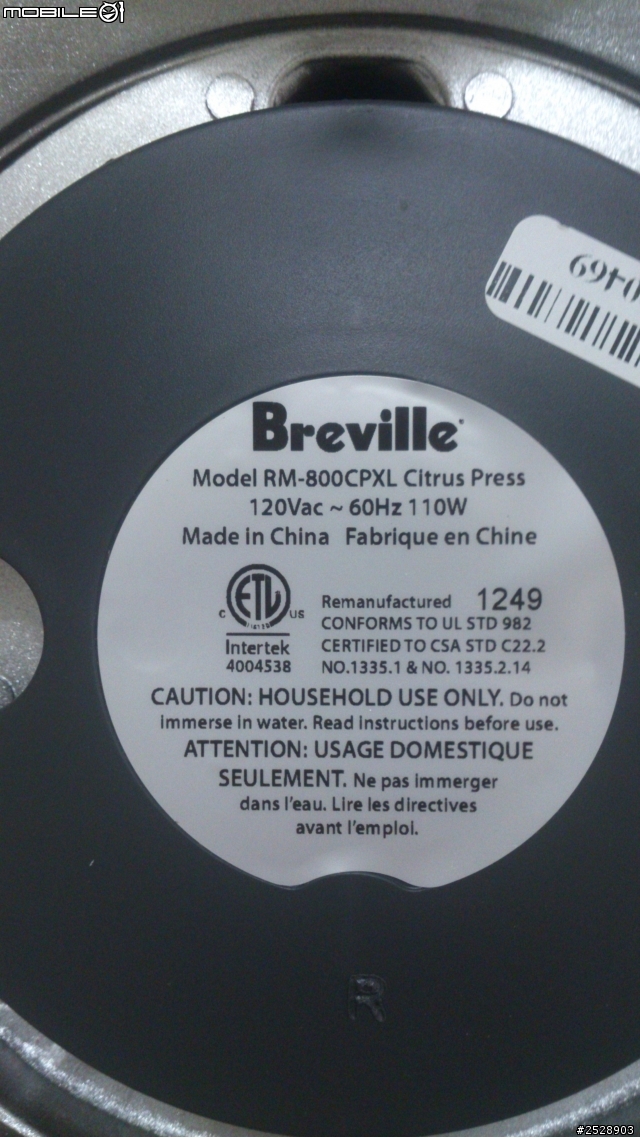 MOBILE01
0469
Breville
Model RM-800CPXL Citrus Press
120Vac ~ 60Hz 110W
Made in China Fabrique en Chine
ETL
C US
Intertek
4004538
Remanufactured 1249
CONFORMS TO UL STD 982
CERTIFIED TO CSA STD C22.2
NO.1335.1 & NO. 1335.2.14
CAUTION: HOUSEHOLD USE ONLY. Do not
immerse in water. Read instructions before use.
ATTENTION: USAGE DOMESTIQUE
SEULEMENT. Ne pas immerger
dans l'eau. Lire les directives
avant l'emploi.
R
#2528903